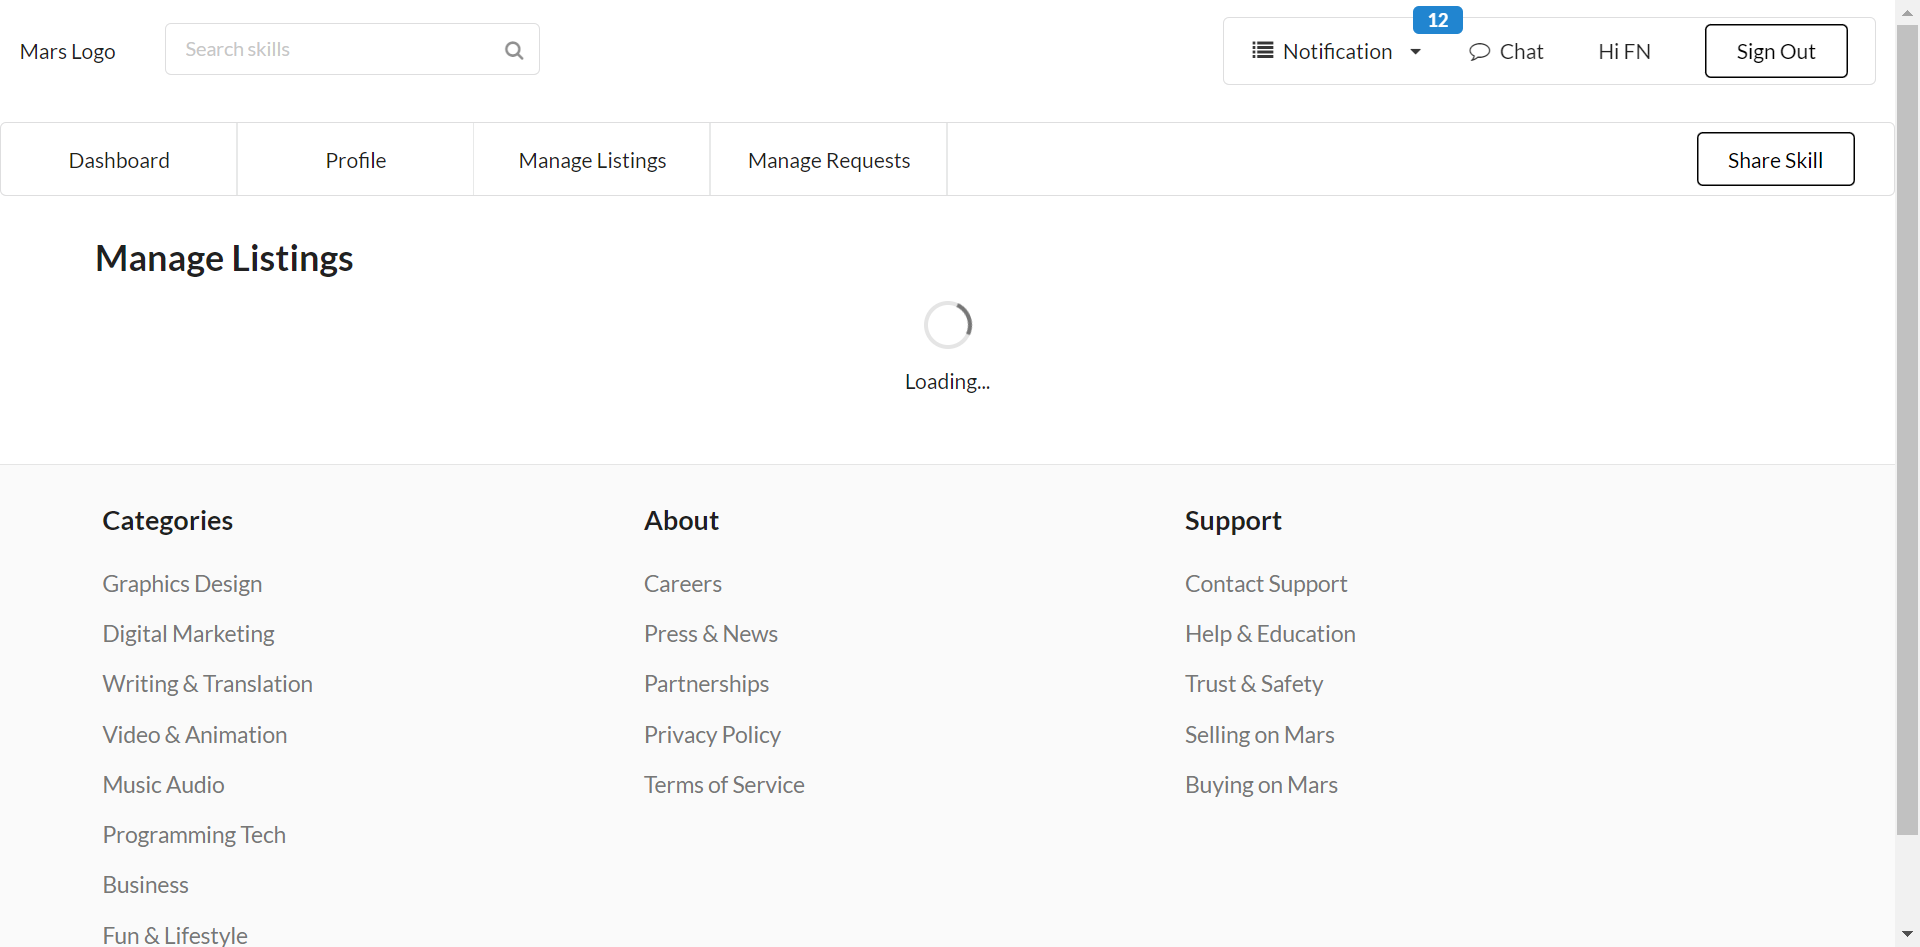 Mars Logo
Search skills
12
Notification
Chat
Hi FN
Sign Out
Dashboard
Profile
Manage Listings
Manage Requests
Share Skill
Manage Listings
Loading...
Categories
Graphics Design
Digital Marketing
Writing & Translation
Video & Animation
Music Audio
Programming Tech
Business
Fun & Lifestyle
About
Careers
Press & News
Partnerships
Privacy Policy
Terms of Service
Support
Contact Support
Help & Education
Trust & Safety
Selling on Mars
Buying on Mars